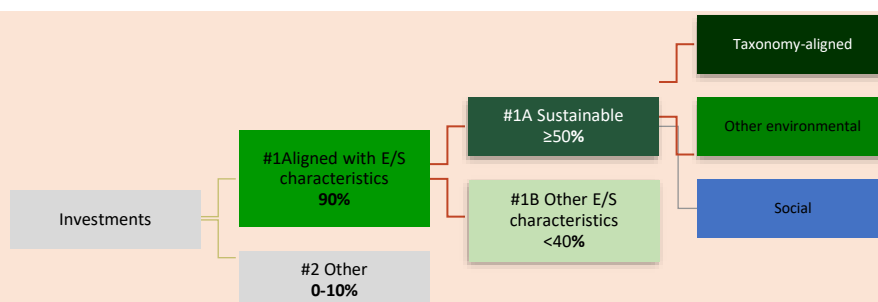 Taxonomy-aligned
#1A Sustainable
≥50%
Other environmental
#1Aligned with E/S
characteristics
90%
#1B Other E/S
characteristics
<40%
Social
Investments
#2 Other
0-10%